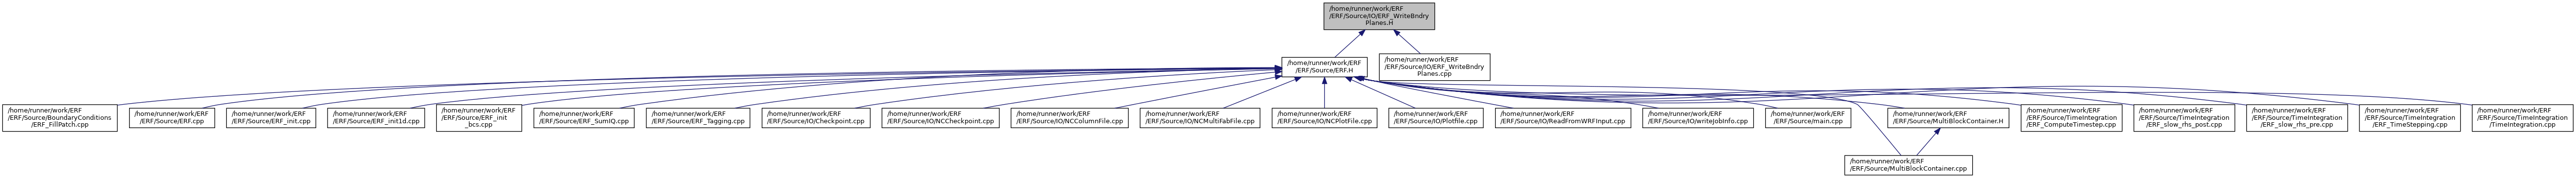 /home/runner/work/ERF
/ERF/Source/IO/ERF_WriteBndry
Planes.H
/home/runner/work/ERF
/ERF/Source/ERF.H
/home/runner/work/ERF
/ERF/Source/IO/ERF_WriteBndry
Planes.cpp
/home/runner/work/ERF
/ERF/Source/BoundaryConditions
/ERF_FillPatch.cpp
/home/runner/work/ERF
/ERF/Source/ERF.cpp
/home/runner/work/ERF
/ERF/Source/ERF_init.cpp
/home/runner/work/ERF
/ERF/Source/ERF_init1d.cpp
/home/runner/work/ERF
/ERF/Source/ERF_init
_bcs.cpp
/home/runner/work/ERF
/ERF/Source/ERF_SumIQ.cpp
/home/runner/work/ERF
/ERF/Source/ERF_Tagging.cpp
/home/runner/work/ERF
/ERF/Source/IO/Checkpoint.cpp
/home/runner/work/ERF
/ERF/Source/IO/NCCheckpoint.cpp
/home/runner/work/ERF
/ERF/Source/IO/NCColumnFile.cpp
/home/runner/work/ERF
/ERF/Source/IO/NCMultiFabFile.cpp
/home/runner/work/ERF
/ERF/Source/IO/NCPlotFile.cpp
/home/runner/work/ERF
/ERF/Source/IO/Plotfile.cpp
/home/runner/work/ERF
/ERF/Source/IO/ReadFromWRFInput.cpp
/home/runner/work/ERF
/ERF/Source/IO/writeJobInfo.cpp
/home/runner/work/ERF
/ERF/Source/main.cpp
/home/runner/work/ERF
/ERF/Source/MultiBlockContainer.H
/home/runner/work/ERF
/ERF/Source/TimeIntegration
/ERF_ComputeTimestep.cpp
/home/runner/work/ERF
/ERF/Source/TimeIntegration
/ERF_slow_rhs_post.cpp
/home/runner/work/ERF
/ERF/Source/TimeIntegration
/ERF_slow_rhs_pre.cpp
/home/runner/work/ERF
/ERF/Source/TimeIntegration
/ERF_TimeStepping.cpp
/home/runner/work/ERF
/ERF/Source/TimeIntegration
/TimeIntegration.cpp
/home/runner/work/ERF
/ERF/Source/MultiBlockContainer.cpp